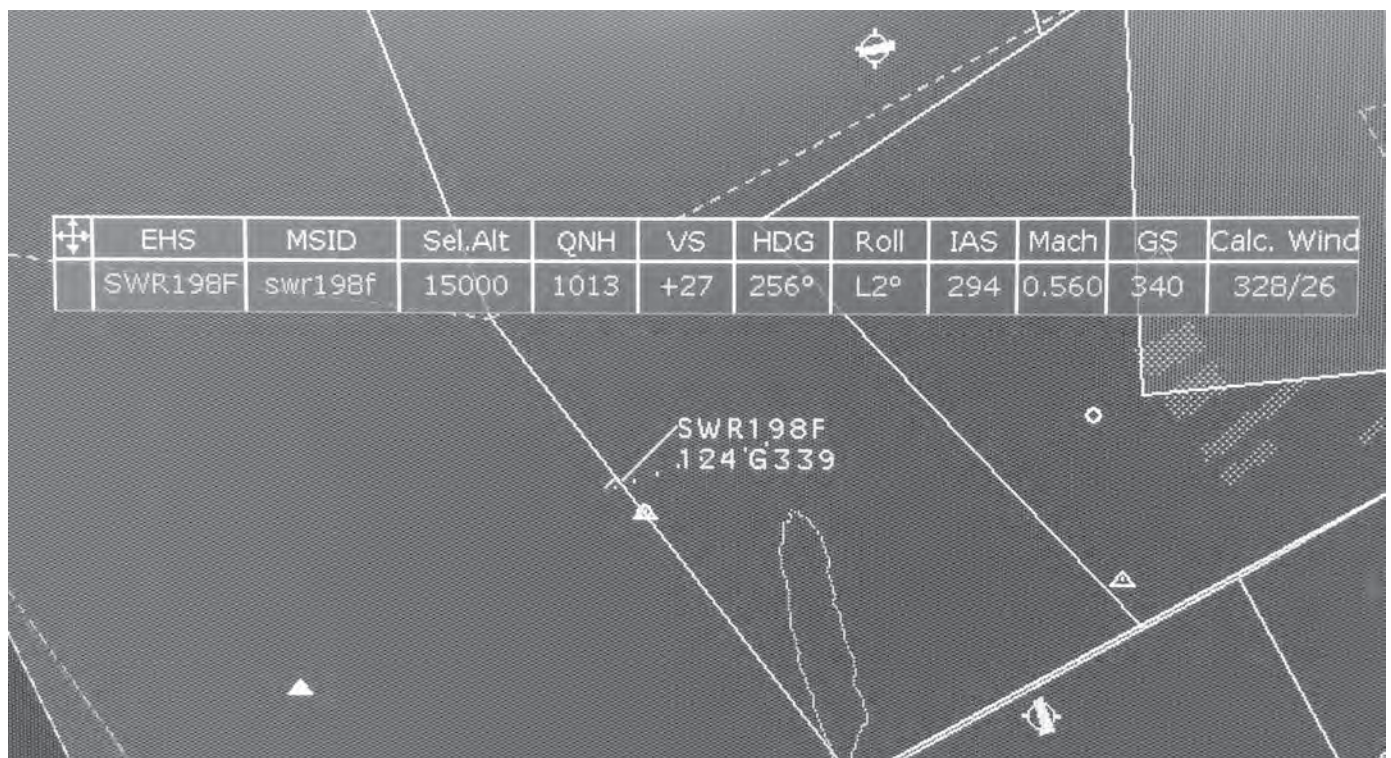 EHS MSID Sel.Alt QNH VS HDG Roll IAS Mach GS Calc. Wind
SWR198F swr198f 15000 1013 +27 256° L2° 294 0.560 340 328/26
SWR198F
124 G339